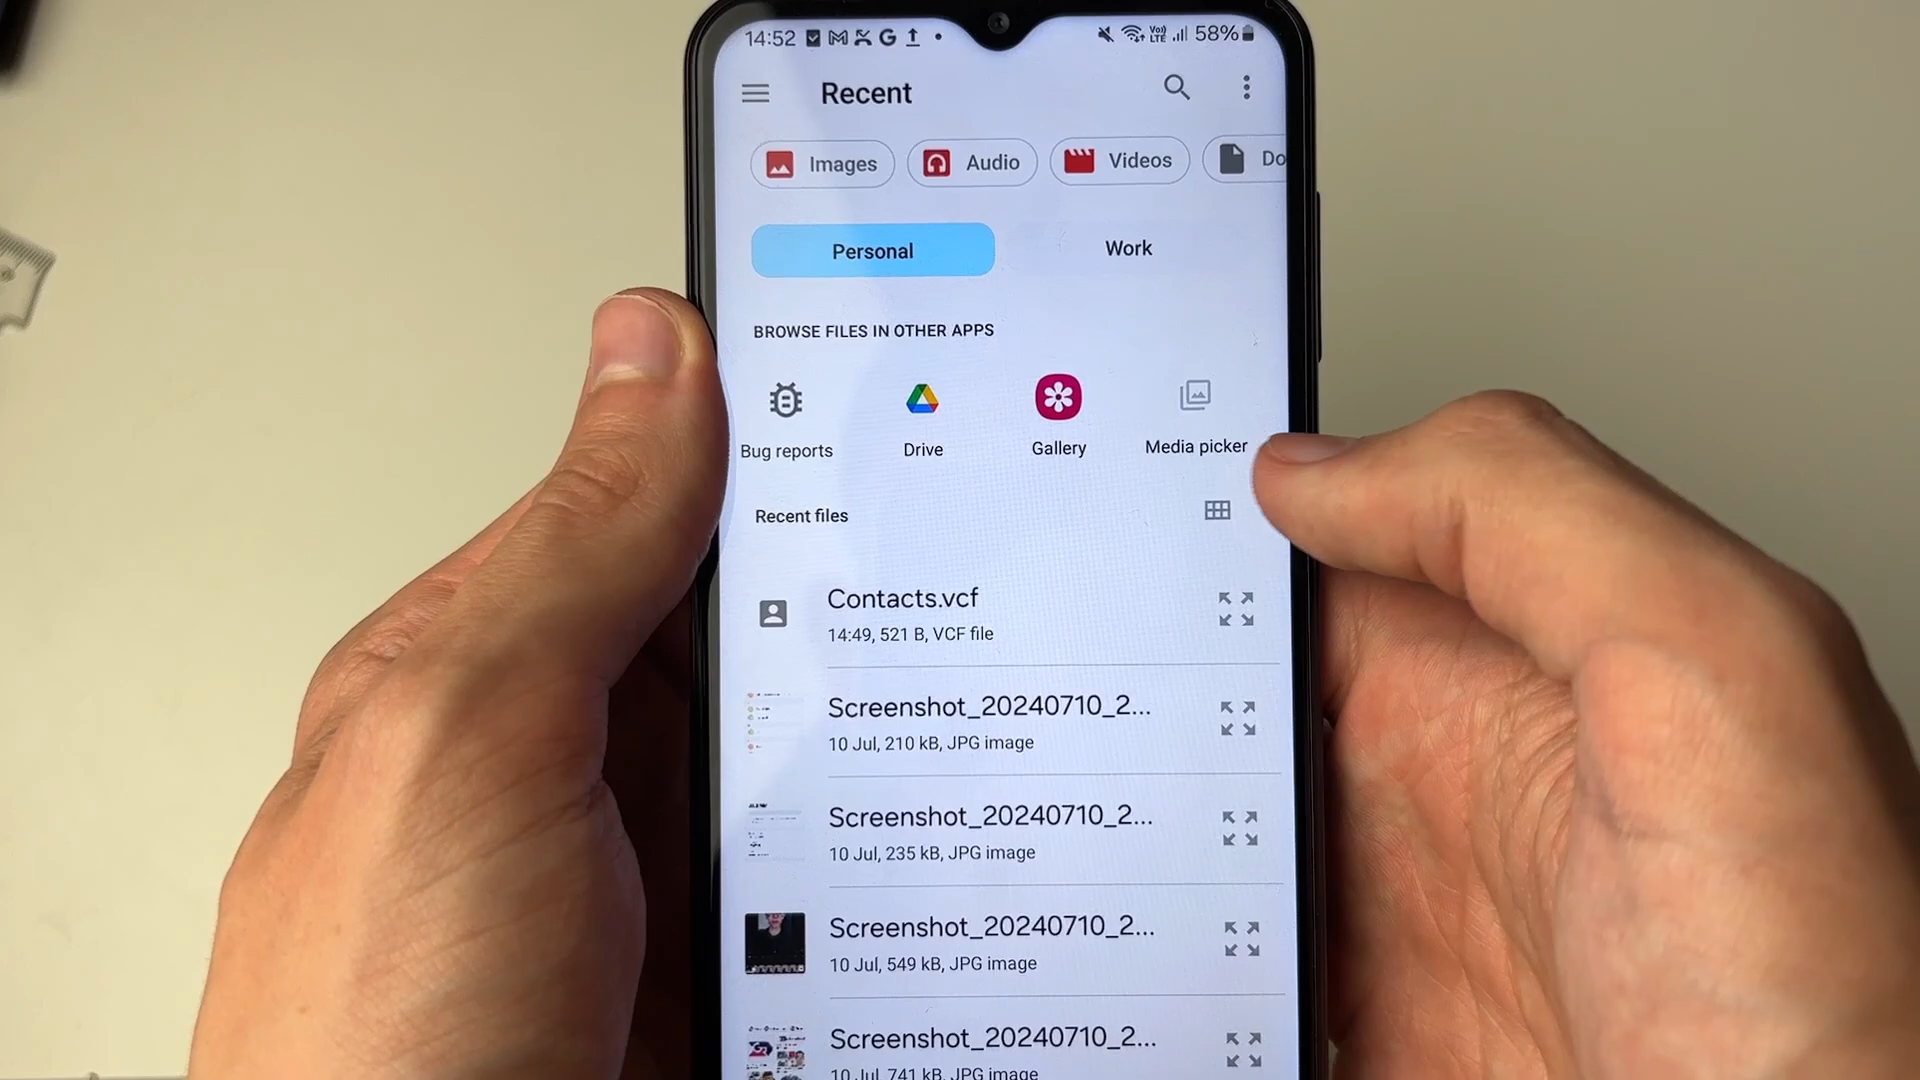 14:52 58%
Recent
Images Audio Videos Do
Personal Work
BROWSE FILES IN OTHER APPS
Bug reports Drive Gallery Media picker
Recent files
Contacts.vcf
14:49, 521 B, VCF file
Screenshot_20240710_2...
10 Jul, 210 kB, JPG image
Screenshot_20240710_2...
10 Jul, 235 kB, JPG image
Screenshot_20240710_2...
10 Jul, 549 kB, JPG image
Screenshot_20240710_2...
10 Jul, 741 kB, JPG image